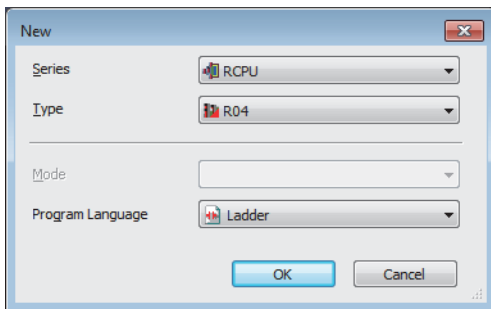 New
Series
RCPU
Type
R04
Mode
Program Language
Ladder
OK
Cancel